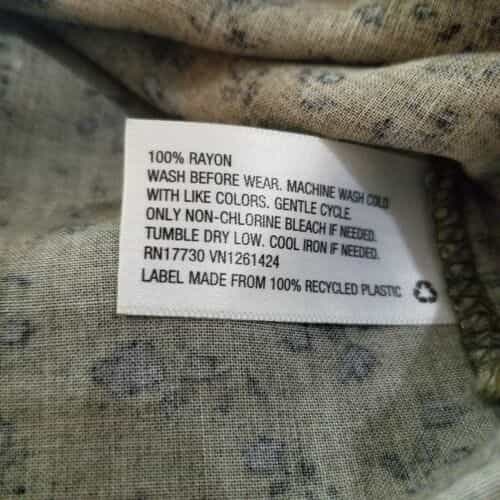 100% RAYON
WASH BEFORE WEAR. MACHINE WASH COLD
WITH LIKE COLORS. GENTLE CYCLE.
ONLY NON-CHLORINE BLEACH IF NEEDED.
TUMBLE DRY LOW. COOL IRON IF NEEDED.
RN17730 VN1261424
LABEL MADE FROM 100% RECYCLED PLASTIC